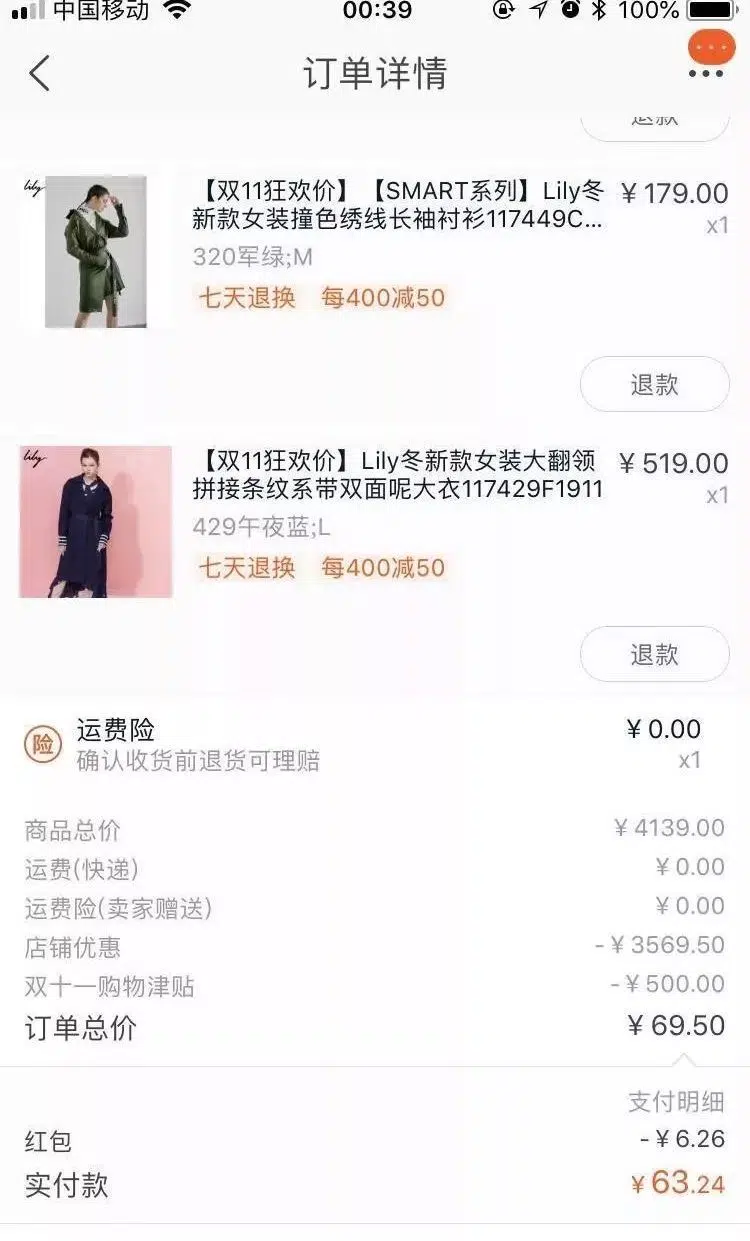 中国移动
00:39
100%
订单详情
退款
lily
【双11狂欢价】【SMART系列】Lily冬
新款女装撞色绣线长袖衬衫117449C...
¥ 179.00
x1
320军绿;M
七天退换 每400减50
退款
lily
【双11狂欢价】Lily冬新款女装大翻领
拼接条纹系带双面呢大衣117429F1911
¥ 519.00
x1
429午夜蓝;L
七天退换 每400减50
退款
险
运费险
¥ 0.00
确认收货前退货可理赔
x1
商品总价 ¥ 4139.00
运费(快递) ¥ 0.00
运费险(卖家赠送) ¥ 0.00
店铺优惠 -¥ 3569.50
双十一购物津贴 -¥ 500.00
订单总价 ¥ 69.50
支付明细
红包 -¥ 6.26
实付款 ¥ 63.24